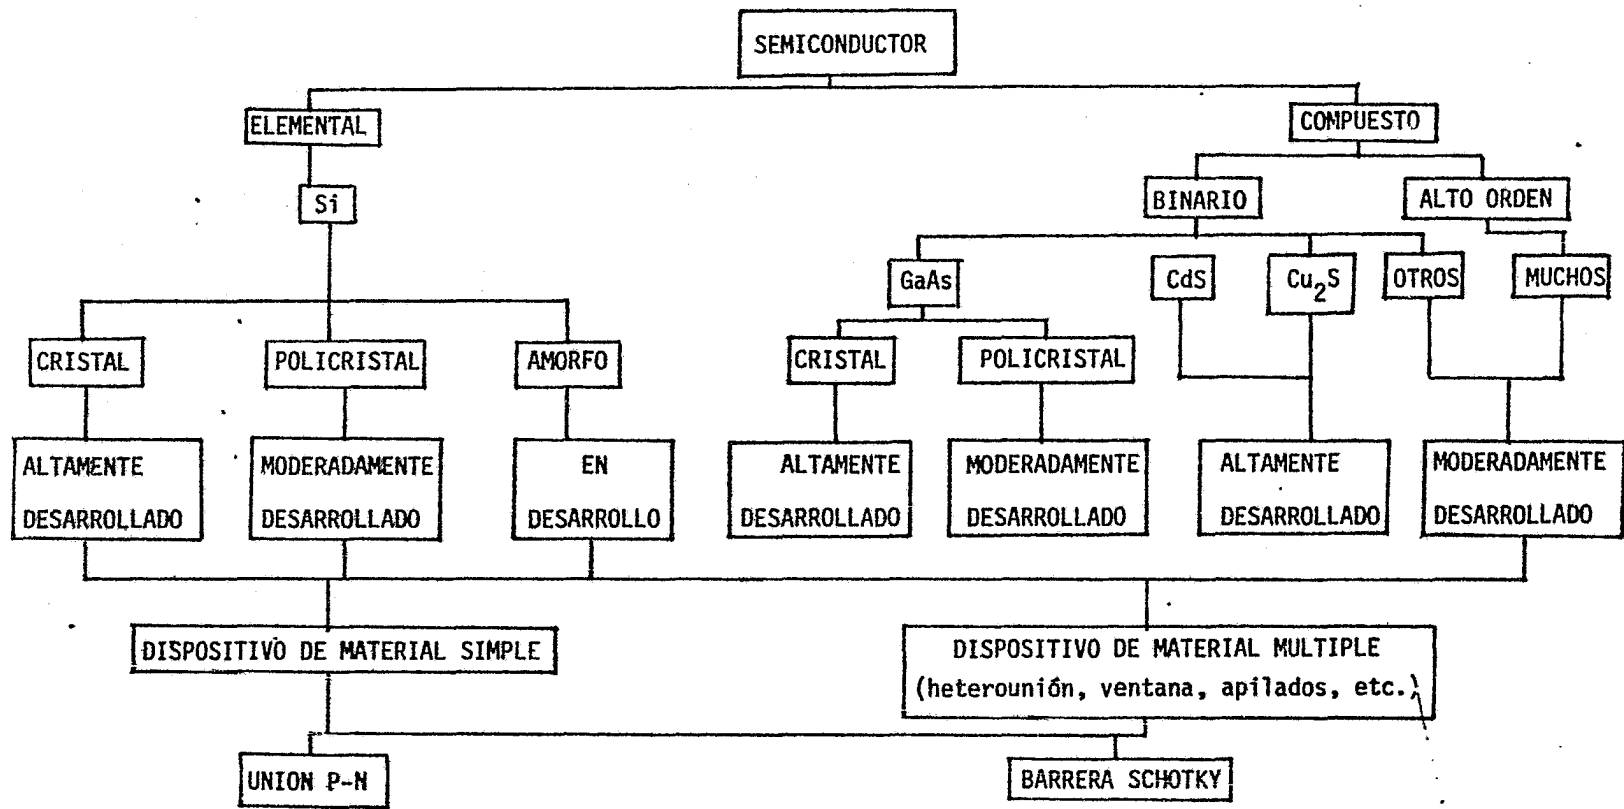 SEMICONDUCTOR
ELEMENTAL
COMPUESTO
Si
BINARIO
ALTO ORDEN
GaAs
CdS
Cu₂S
OTROS
MUCHOS
CRISTAL
POLICRISTAL
AMORFO
CRISTAL
POLICRISTAL
ALTAMENTE
DESARROLLADO
MODERADAMENTE
DESARROLLADO
EN
DESARROLLO
ALTAMENTE
DESARROLLADO
MODERADAMENTE
DESARROLLADO
ALTAMENTE
DESARROLLADO
MODERADAMENTE
DESARROLLADO
DISPOSITIVO DE MATERIAL SIMPLE
DISPOSITIVO DE MATERIAL MULTIPLE
(heterounión, ventana, apilados, etc.)
UNION P-N
BARRERA SCHOTKY